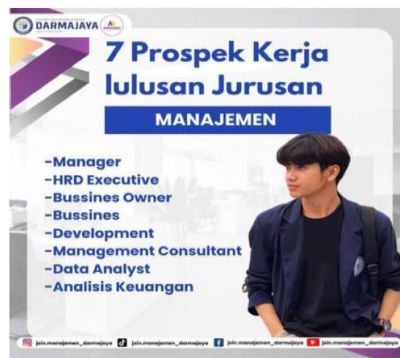 DARMAJAYA
7 Prospek Kerja
lulusan Jurusan
MANAJEMEN
-Manager
-HRD Executive
-Bussines Owner
-Bussines
-Development
-Management Consultant
-Data Analyst
-Analisis Keuangan
join.manajemen_darmajaya join.manajemen_darmajaya join.manajemen_darmajaya join.manajemen_darmajaya